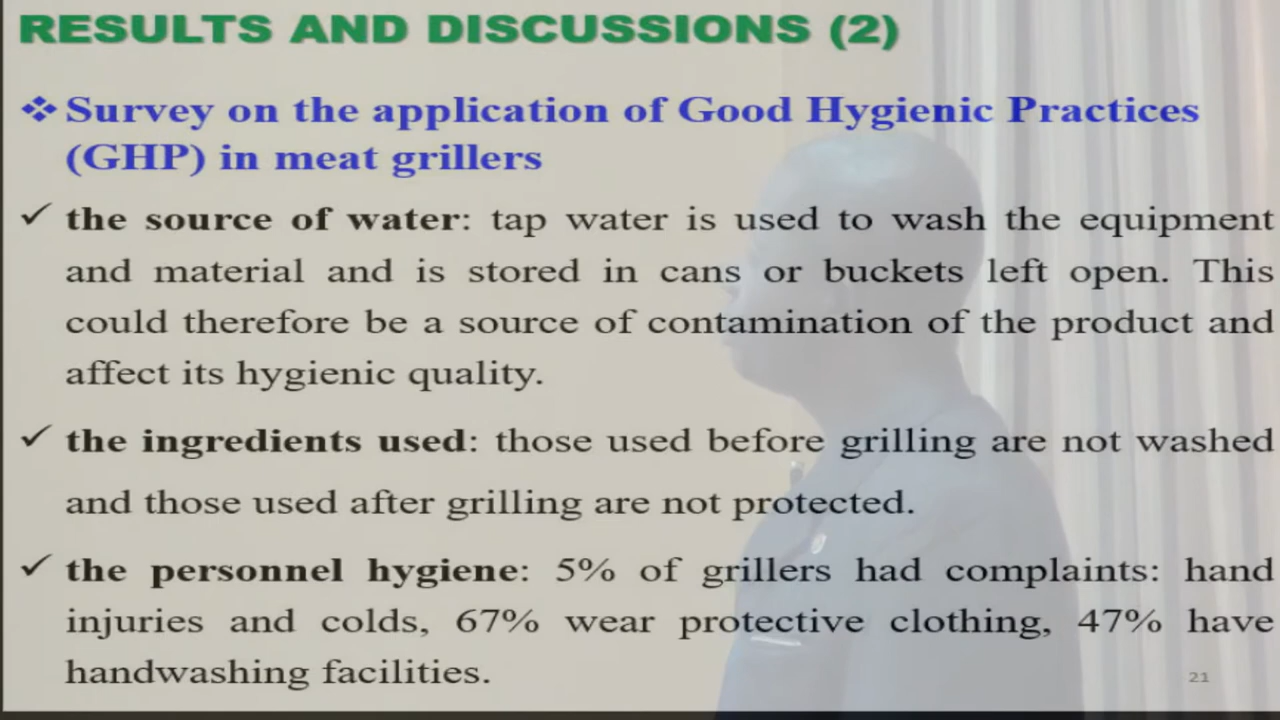 RESULTS AND DISCUSSIONS (2)
❖ Survey on the application of Good Hygienic Practices
(GHP) in meat grillers
✓ the source of water: tap water is used to wash the equipment
and material and is stored in cans or buckets left open. This
could therefore be a source of contamination of the product and
affect its hygienic quality.
✓ the ingredients used: those used before grilling are not washed
and those used after grilling are not protected.
✓ the personnel hygiene: 5% of grillers had complaints: hand
injuries and colds, 67% wear protective clothing, 47% have
handwashing facilities.
21